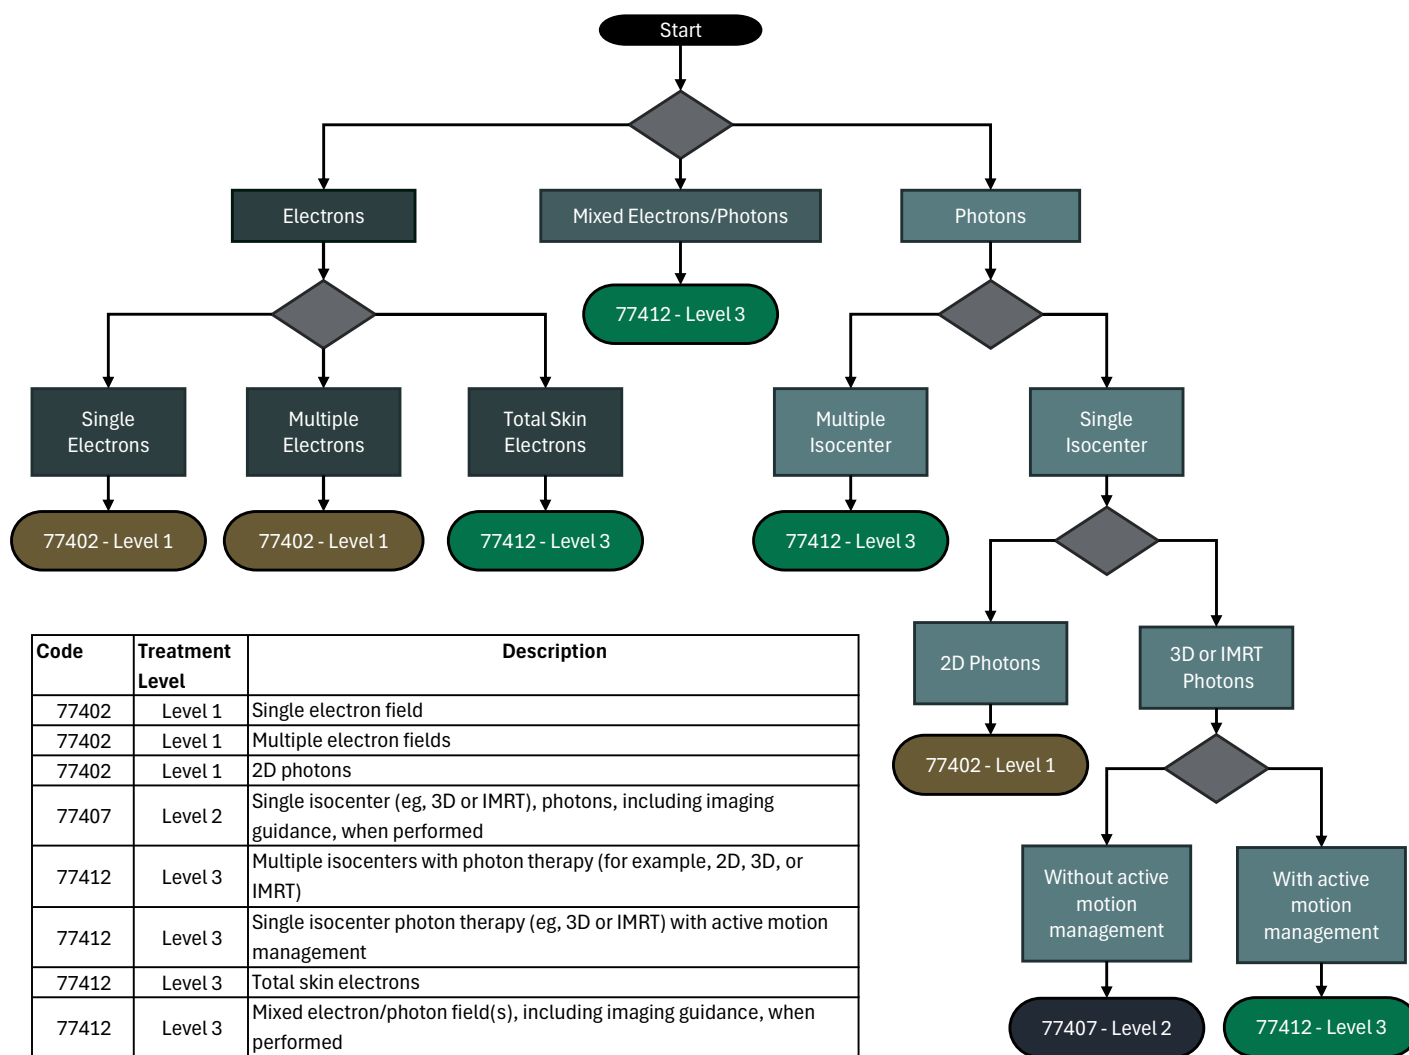 Start
Electrons
Mixed Electrons/Photons
Photons
77412 - Level 3
Single
Electrons
Multiple
Electrons
Total Skin
Electrons
Multiple
Isocenter
Single
Isocenter
77402 - Level 1
77402 - Level 1
77412 - Level 3
77412 - Level 3
2D Photons
3D or IMRT
Photons
77402 - Level 1
Without active
motion
management
With active
motion
management
77407 - Level 2
77412 - Level 3
Code Treatment Level Description
77402 Level 1 Single electron field
77402 Level 1 Multiple electron fields
77402 Level 1 2D photons
77407 Level 2 Single isocenter (eg, 3D or IMRT), photons, including imaging
guidance, when performed
77412 Level 3 Multiple isocenters with photon therapy (for example, 2D, 3D, or
IMRT)
77412 Level 3 Single isocenter photon therapy (eg, 3D or IMRT) with active motion
management
77412 Level 3 Total skin electrons
77412 Level 3 Mixed electron/photon field(s), including imaging guidance, when
performed